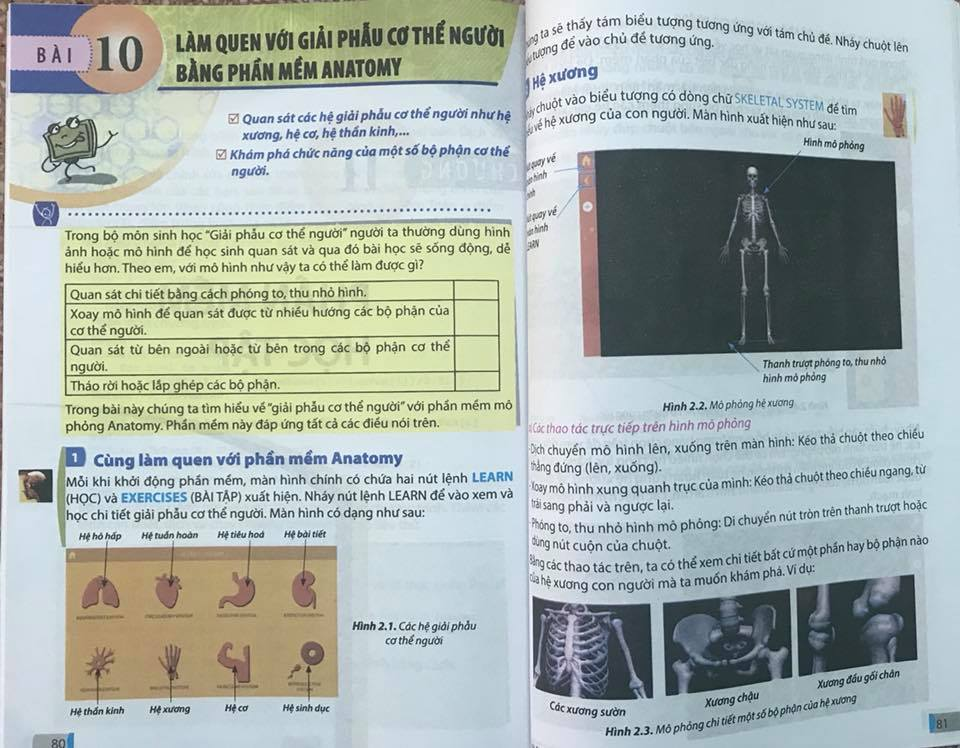 BÀI 10
LÀM QUEN VỚI GIẢI PHẪU CƠ THỂ NGƯỜI
BẰNG PHẦN MỀM ANATOMY
Quan sát các hệ giải phẫu cơ thể người như hệ
xương, hệ cơ, hệ thần kinh,...
Khám phá chức năng của một số bộ phận cơ thể
người.
Trong bộ môn sinh học "Giải phẫu cơ thể người" người ta thường dùng hình
ảnh hoặc mô hình để học sinh quan sát và qua đó bài học sẽ sống động, dễ
hiểu hơn. Theo em, với mô hình như vậy ta có thể làm được gì?
Quan sát chi tiết bằng cách phóng to, thu nhỏ hình.
Xoay mô hình để quan sát được từ nhiều hướng các bộ phận của
cơ thể người.
Quan sát từ bên ngoài hoặc từ bên trong các bộ phận cơ thể
người.
Tháo rời hoặc lắp ghép các bộ phận.
Trong bài này chúng ta tìm hiểu về "giải phẫu cơ thể người" với phần mềm mô
phỏng Anatomy. Phần mềm này đáp ứng tất cả các điều nói trên.
1 Cùng làm quen với phần mềm Anatomy
Mỗi khi khởi động phần mềm, màn hình chính có chứa hai nút lệnh LEARN
(HỌC) và EXERCISES (BÀI TẬP) xuất hiện. Nháy nút lệnh LEARN để vào xem và
học chi tiết giải phẫu cơ thể người. Màn hình có dạng như sau:
Hệ hô hấp Hệ tuần hoàn Hệ tiêu hoá Hệ bài tiết
Hình 2.1. Các hệ giải phẫu
cơ thể người
Hệ thần kinh Hệ xương Hệ cơ Hệ sinh dục
80
ta sẽ thấy tám biểu tượng tương ứng với tám chủ đề. Nháy chuột lên
tượng để vào chủ đề tương ứng.
Hệ xương
chuột vào biểu tượng có dòng chữ SKELETAL SYSTEM để tìm
về hệ xương của con người. Màn hình xuất hiện như sau:
Hình mô phỏng
quay về
hình
quay về
hình
Thanh trượt phóng to, thu nhỏ
hình mô phỏng
Hình 2.2. Mô phỏng hệ xương
Các thao tác trực tiếp trên hình mô phỏng
Dịch chuyển mô hình lên, xuống trên màn hình: Kéo thả chuột theo chiều
thẳng đứng (lên, xuống).
Xoay mô hình xung quanh trục của mình: Kéo thả chuột theo chiều ngang, từ
trái sang phải và ngược lại.
Phóng to, thu nhỏ hình mô phỏng: Di chuyển nút tròn trên thanh trượt hoặc
dùng nút cuộn của chuột.
Bằng các thao tác trên, ta có thể xem chi tiết bất cứ một phần hay bộ phận nào
của hệ xương con người mà ta muốn khám phá. Ví dụ:
Các xương sườn Xương chậu Xương đầu gối chân
Hình 2.3. Mô phỏng chi tiết một số bộ phận của hệ xương
81